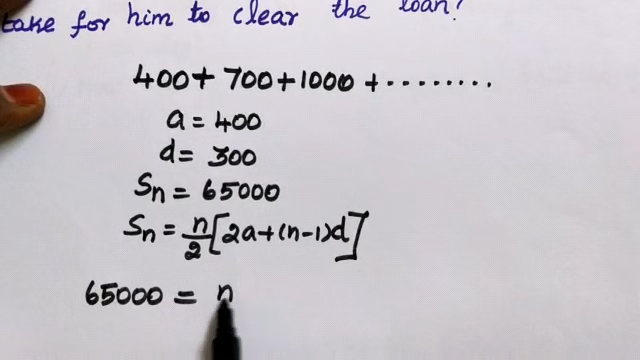 take for him to clear the loan?
400 + 700 + 1000 + ........
a = 400
d = 300
Sn = 65000
Sn = n/2 [2a + (n-1)d]
65000 = n